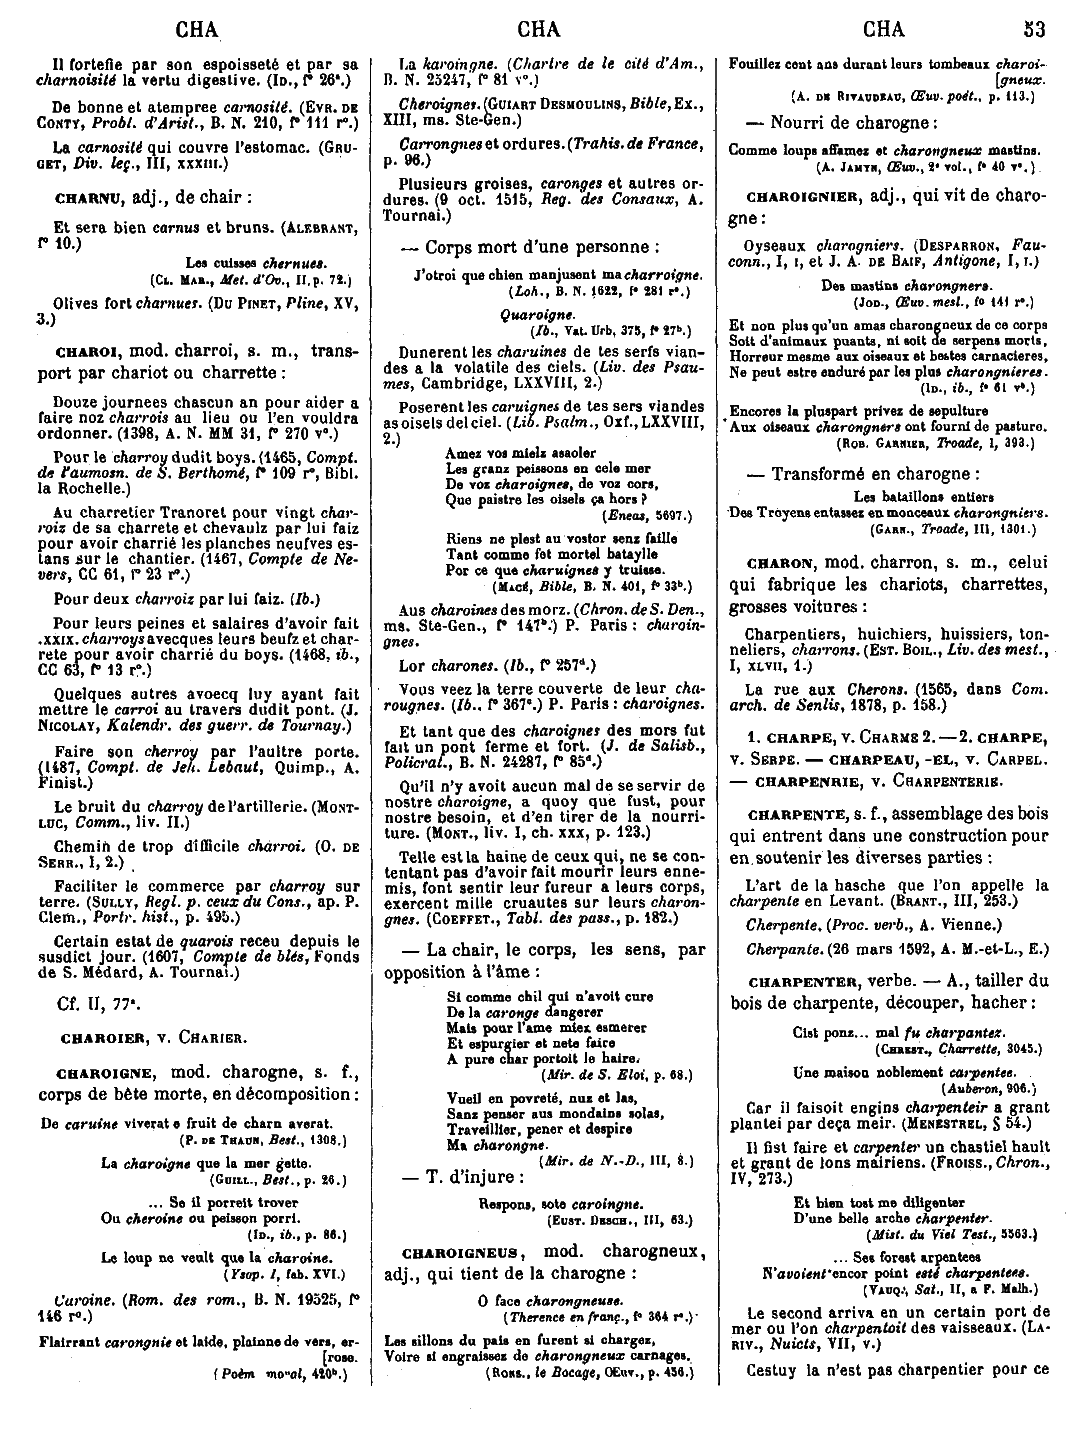 CHA
CHA
CHA 53
Il fortefie par son espoisseté et par sa
charnoisité la vertu digestive. (ID., f° 26ª.)
De bonne et atempree carnosité. (EVR. DE
CONTY, Probl. d'Arist., B. N. 210, f° 111 r°.)
La carnosité qui couvre l'estomac. (GRU-
GET, Div. leç., III, XXXIII.)
CHARNU, adj., de chair :
Et sera bien carnus et bruns. (ALEBRANT,
f° 10.)
Les cuisses chernues.
(CL. MAR., Met. d'Ov., II, p. 72.)
Olives fort charnues. (DU PINET, Pline, XV,
3.)
CHAROI, mod. charroi, s. m., trans-
port par chariot ou charrette :
Douze journees chascun an pour aider a
faire noz charrois au lieu ou l'en vouldra
ordonner. (1398, A. N. MM 31, f° 270 v°.)
Pour le charroy dudit boys. (1465, Compt.
de l'aumosn. de S. Berthomé, f° 109 r°, Bibl.
la Rochelle.)
Au charretier Tranoret pour vingt char-
roiz de sa charrete et chevaulz par lui faiz
pour avoir charrié les planches neufves es-
tans sur le chantier. (1467, Compte de Ne-
vers, CC 61, f° 23 r°.)
Pour deux charroiz par lui faiz. (Ib.)
Pour leurs peines et salaires d'avoir fait
.XXIX. charroys avecques leurs beufz et char-
rete pour avoir charrié du boys. (1468, ib.,
CC 63, f° 13 r°.)
Quelques autres avoecq luy ayant fait
mettre le carroi au travers dudit pont. (J.
NICOLAY, Kalendr. des guerr. de Tournay.)
Faire son cherroy par l'aultre porte.
(1487, Compt. de Jeh. Lebaut, Quimp., A.
Finist.)
Le bruit du charroy de l'artillerie. (MONT-
LUC, Comm., liv. II.)
Chemin de trop difficile charroi. (O. DE
SERR., I, 2.)
Faciliter le commerce par charroy sur
terre. (SULLY, Regl. p. ceux du Cons., ap. P.
Clem., Portr. hist., p. 495.)
Certain estat de quarois receu depuis le
susdict jour. (1607, Compte de blés, Fonds
de S. Médard, A. Tournai.)
Cf. II, 77ª.
CHAROIER, V. CHARIER.
CHAROIGNE, mod. charogne, s. f.,
corps de bête morte, en décomposition :
De caruine viverat e fruit de charn averat.
(P. DE THAUN, Best., 1308.)
La charoigne que la mer gette.
(GUILL., Best., p. 26.)
... Se il porreit trover
Ou cheroine ou peisson porri.
(ID., ib., p. 86.)
Le loup ne veult que la charoine.
(Ysop. I, fab. XVI.)
Caroine. (Rom. des rom., B. N. 19525, f°
146 r°.)
Flairrant carongnie et laide, plainne de vers, er-
[rose.
(Poèm moral, 420ᵇ.)
La karoingne. (Chartre de le cité d'Am.,
B. N. 25247, f° 81 v°.)
Cheroignes. (GUIART DESMOULINS, Bible, Ex.,
XIII, ms. Ste-Gen.)
Carrongnes et ordures. (Trahis. de France,
p. 96.)
Plusieurs groises, caronges et autres or-
dures. (9 oct. 1515, Reg. des Consaux, A.
Tournai.)
— Corps mort d'une personne :
J'otroi que chien manjusent ma charroigne.
(Loh., B. N. 1622, f° 281 r°.)
Quaroigne.
(Ib., Vat. Urb, 375, f° 27ᵇ.)
Dunerent les charuines de tes serfs vian-
des a la volatile des ciels. (Liv. des Psau-
mes, Cambridge, LXXVIII, 2.)
Poserent les caruignes de tes sers viandes
as oisels del ciel. (Lib. Psalm., Oxf., LXXVIII,
2.)
Amez vos mielz assoler
Les granz peissons en cele mer
De voz charoignes, de voz cors,
Que paistre les oisels ça hors ?
(Eneas, 5697.)
Riens ne plest au vostor senz faille
Tant comme fet mortel bataylle
Por ce que charuignes y truisse.
(MACÉ, Bible, B. N. 401, f° 33ᵇ.)
Aus charoines des morz. (Chron. de S. Den.,
ms. Ste-Gen., f° 147ᵇ.) P. Paris : charoin-
gnes.
Lor charones. (Ib., f° 257ᵈ.)
Vous veez la terre couverte de leur cha-
rougnes. (Ib., f° 367ᶜ.) P. Paris : charoignes.
Et tant que des charoignes des mors fut
fait un pont ferme et fort. (J. de Salisb.,
Policrat., B. N. 24287, f° 85ᵈ.)
Qu'il n'y avoit aucun mal de se servir de
nostre charoigne, a quoy que fust, pour
nostre besoin, et d'en tirer de la nourri-
ture. (MONT., liv. I, ch. XXX, p. 123.)
Telle est la haine de ceux qui, ne se con-
tentant pas d'avoir fait mourir leurs enne-
mis, font sentir leur fureur a leurs corps,
exercent mille cruautes sur leurs charon-
gnes. (COEFFET., Tabl. des pass., p. 182.)
— La chair, le corps, les sens, par
opposition à l'âme :
Si comme chil qui n'avoit cure
De la caronge dangerer
Mais pour l'ame miex esmerer
Et espurgier et nete faire
A pure char portoit le haire.
(Mir. de S. Eloi, p. 68.)
Vueil en povreté, nuz et las,
Sanz penser aus mondains solas,
Traveillier, pener et despire
Ma charongne.
(Mir. de N.-D., III, 8.)
— T. d'injure :
Respons, sote caroingne.
(EUST. DESCH., III, 63.)
CHAROIGNEUS, mod. charogneux,
adj., qui tient de la charogne :
O face charongneuse.
(Therence en franç., f° 364 r°.)
Les sillons du pais en furent si chargez,
Voire si engraissez de charongneux carnages.
(RONS., le Bocage, OEuv., p. 456.)
Fouillez cent ans durant leurs tombeaux charoi-
[gneux.
(A. DE RIVAUDEAU, Œuv. poét., p. 113.)
— Nourri de charogne :
Comme loups affamez et charongneux mastins.
(A. JAMYN, Œuv., 2ᵉ vol., f° 40 v°.)
CHAROIGNIER, adj., qui vit de charo-
gne :
Oyseaux charogniers. (DESPARRON, Fau-
conn., I, I, et J. A. DE BAIF, Antigone, I, I.)
Des mastins charongners.
(JOD., Œuv. mesl., fo 141 r°.)
Et non plus qu'un amas charongneux de ce corps
Soit d'animaux puants, ni soit de serpens morts,
Horreur mesme aux oiseaux et bestes carnacieres,
Ne peut estre enduré par les plus charongnieres.
(ID., ib., f° 61 v°.)
Encores la pluspart privez de sepulture
Aux oiseaux charongners ont fourni de pasture.
(ROB. GARNIER, Troade, I, 393.)
— Transformé en charogne :
Les bataillons entiers
Des Troyens entassez en monceaux charongniers.
(GARN., Troade, III, 1301.)
CHARON, mod. charron, s. m., celui
qui fabrique les chariots, charrettes,
grosses voitures :
Charpentiers, huichiers, huissiers, ton-
neliers, charrons. (EST. BOIL., Liv. des mest.,
I, XLVII, 1.)
La rue aux Cherons. (1565, dans Com.
arch. de Senlis, 1878, p. 158.)
1. CHARPE, V. CHARME 2. — 2. CHARPE,
V. SERPE. — CHARPEAU, -EL, V. CARPEL.
— CHARPENRIE, V. CHARPENTERIE.
CHARPENTE, s. f., assemblage des bois
qui entrent dans une construction pour
en soutenir les diverses parties :
L'art de la hasche que l'on appelle la
charpente en Levant. (BRANT., III, 253.)
Cherpente. (Proc. verb., A. Vienne.)
Cherpante. (26 mars 1592, A. M.-et-L., E.)
CHARPENTER, verbe. — A., tailler du
bois de charpente, découper, hacher :
Cist ponz... mal fu charpantez.
(CHREST., Charrette, 3045.)
Une maison noblement carpentee.
(Auberon, 906.)
Car il faisoit engins charpenteir a grant
plantei par deça meir. (MENESTREL, § 54.)
Il fist faire et carpenter un chastiel hault
et grant de lons mairiens. (FROISS., Chron.,
IV, 273.)
Et bien tost me diligenter
D'une belle arche charpenter.
(Mist. du Viel Test., 5563.)
... Ses forest arpentees
N'avoient encor point esté charpentees.
(VAUQ., Sat., II, a F. Malh.)
Le second arriva en un certain port de
mer ou l'on charpentoit des vaisseaux. (LA-
RIV., Nuicts, VII, V.)
Cestuy la n'est pas charpentier pour ce